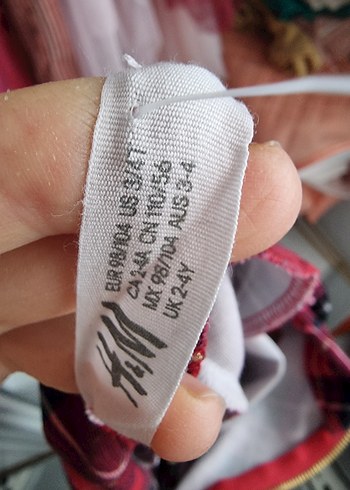 H&M
EUR 98/104 US 3/4T
CA 2-4A CN 110/56
MX 98/104 AUS 3-4
UK 2-4Y